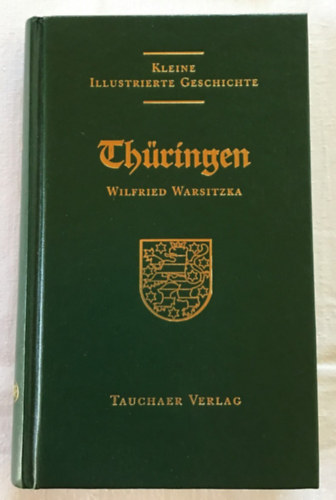 Kleine
Illustrierte Geschichte
Thüringen
Wilfried Warsitzka
Tauchaer Verlag